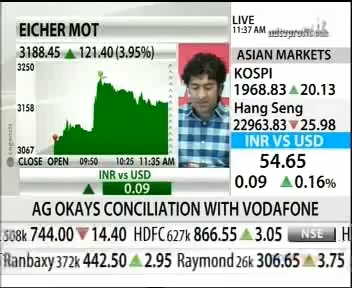 EICHER MOT
3188.45 ▲ 121.40 (3.95%)
3250
3158
3067
CLOSE OPEN 09:50 10:25 11:35 AM
cogencis
INR vs USD
▲ 0.09
LIVE
11:37 AM
ndtvprofit.com
ASIAN MARKETS
KOSPI
1968.83 ▲ 20.13
Hang Seng
22963.83 ▼ 25.98
INR VS USD
54.65
0.09 ▲ 0.16%
AG OKAYS CONCILIATION WITH VODAFONE
508k 744.00 ▼ 14.40 HDFC 627k 866.55 ▲ 3.05 NSE H
Ranbaxy 372k 442.50 ▲ 2.95 Raymond 26k 306.65 ▲ 3.75